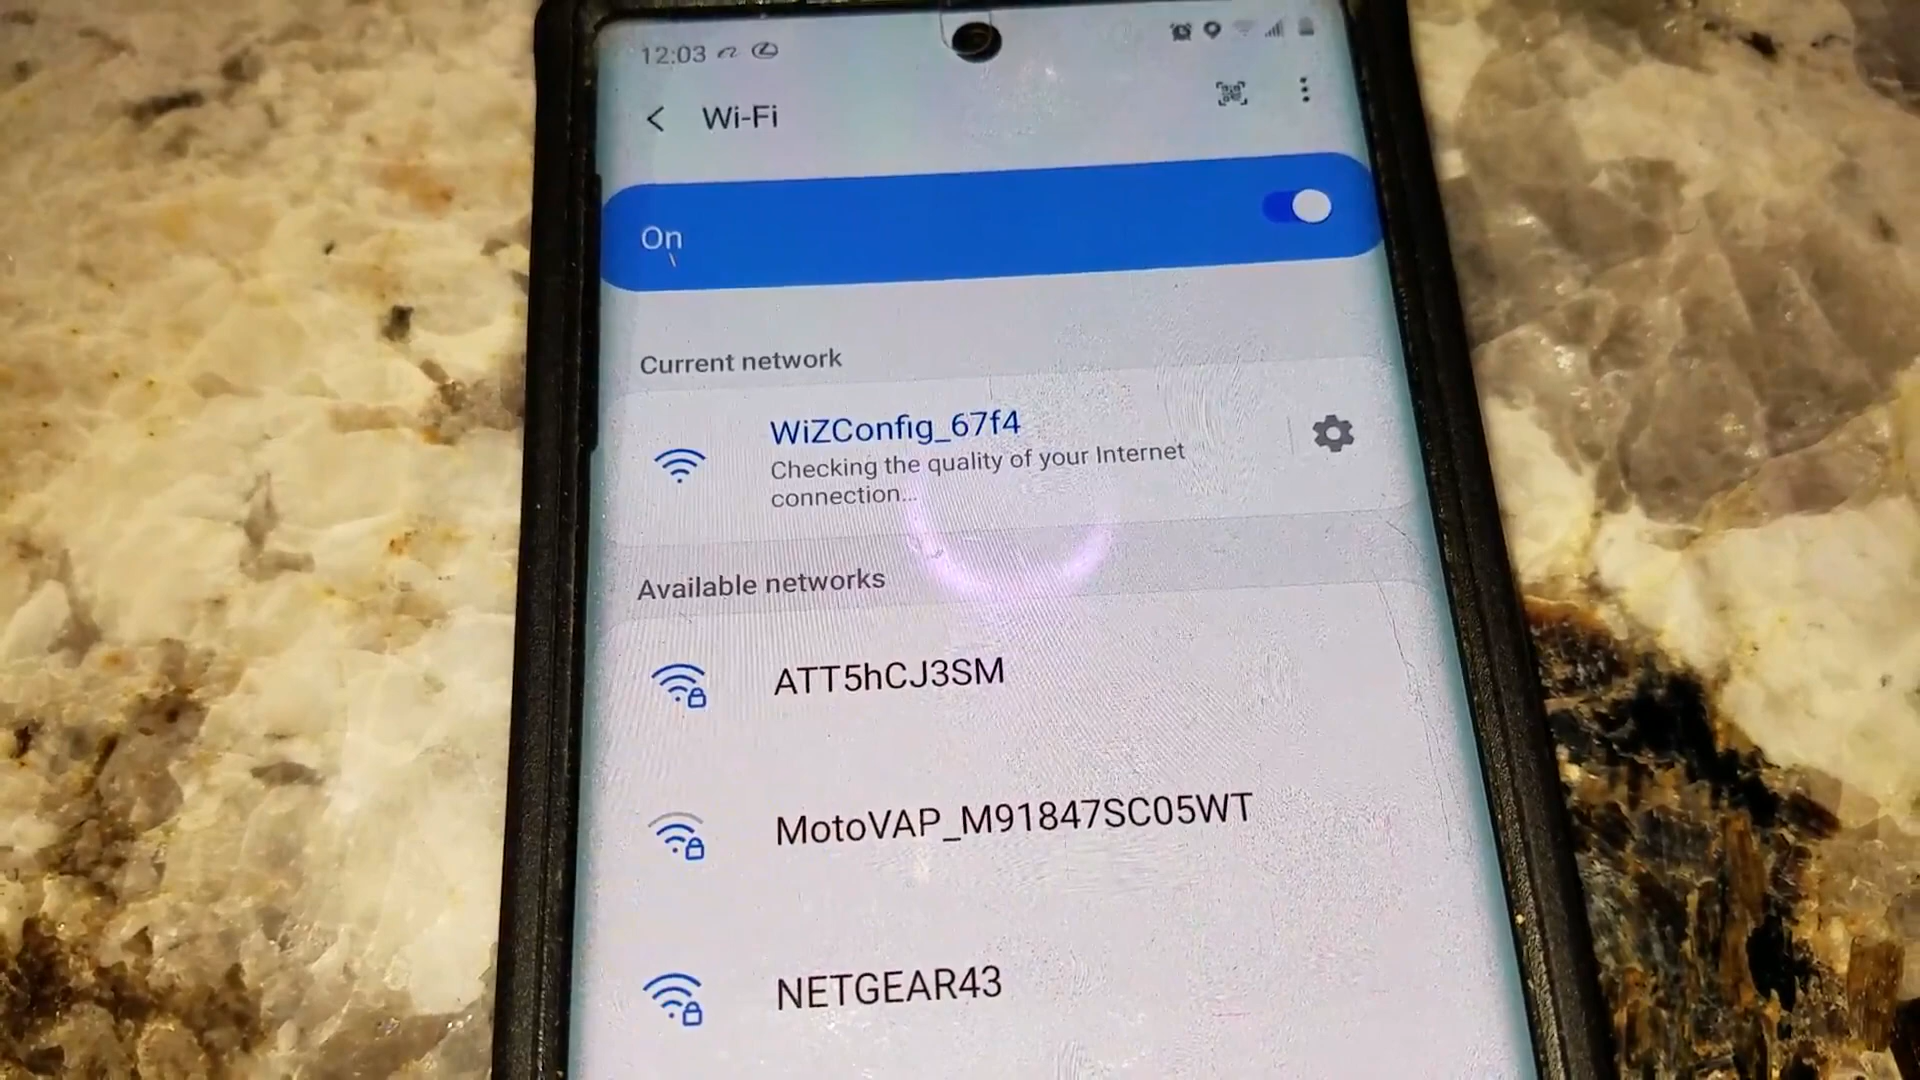 12:03
Wi-Fi
On
Current network
WiZConfig_67f4
Checking the quality of your Internet
connection...
Available networks
ATT5hCJ3SM
MotoVAP_M91847SC05WT
NETGEAR43